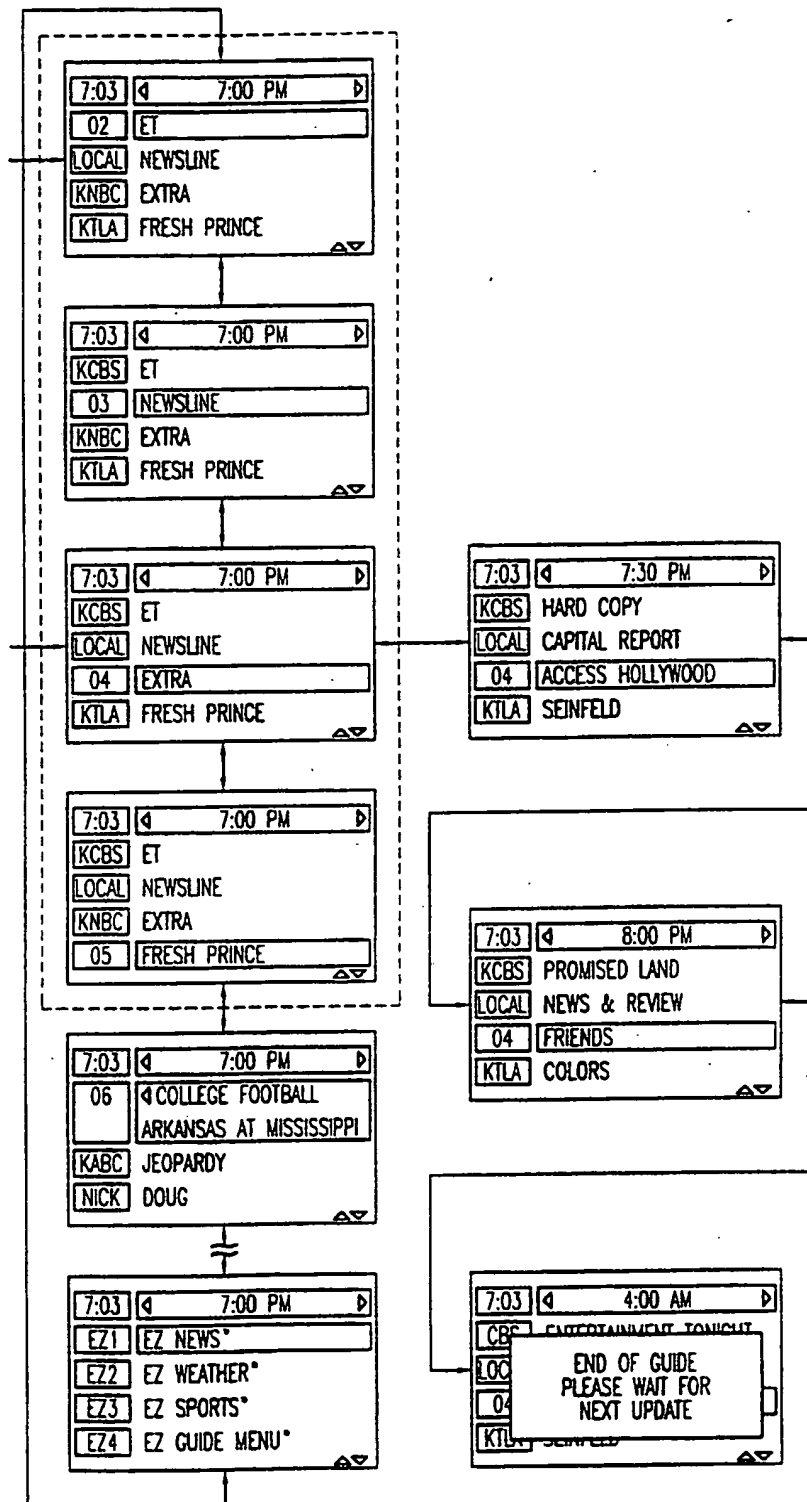 7:03 7:00 PM
02 ET
LOCAL NEWSLINE
KNBC EXTRA
KTLA FRESH PRINCE
7:03 7:00 PM
KCBS ET
03 NEWSLINE
KNBC EXTRA
KTLA FRESH PRINCE
7:03 7:00 PM
KCBS ET
LOCAL NEWSLINE
04 EXTRA
KTLA FRESH PRINCE
7:03 7:00 PM
KCBS ET
LOCAL NEWSLINE
KNBC EXTRA
05 FRESH PRINCE
7:03 7:00 PM
06 COLLEGE FOOTBALL
ARKANSAS AT MISSISSIPPI
KABC JEOPARDY
NICK DOUG
7:03 7:00 PM
EZ1 EZ NEWS*
EZ2 EZ WEATHER*
EZ3 EZ SPORTS*
EZ4 EZ GUIDE MENU*
7:03 7:30 PM
KCBS HARD COPY
LOCAL CAPITAL REPORT
04 ACCESS HOLLYWOOD
KTLA SEINFELD
7:03 8:00 PM
KCBS PROMISED LAND
LOCAL NEWS & REVIEW
04 FRIENDS
KTLA COLORS
7:03 4:00 AM
CBS ENTERTAINMENT TONIGHT
END OF GUIDE
PLEASE WAIT FOR
NEXT UPDATE
04
SEINFELD